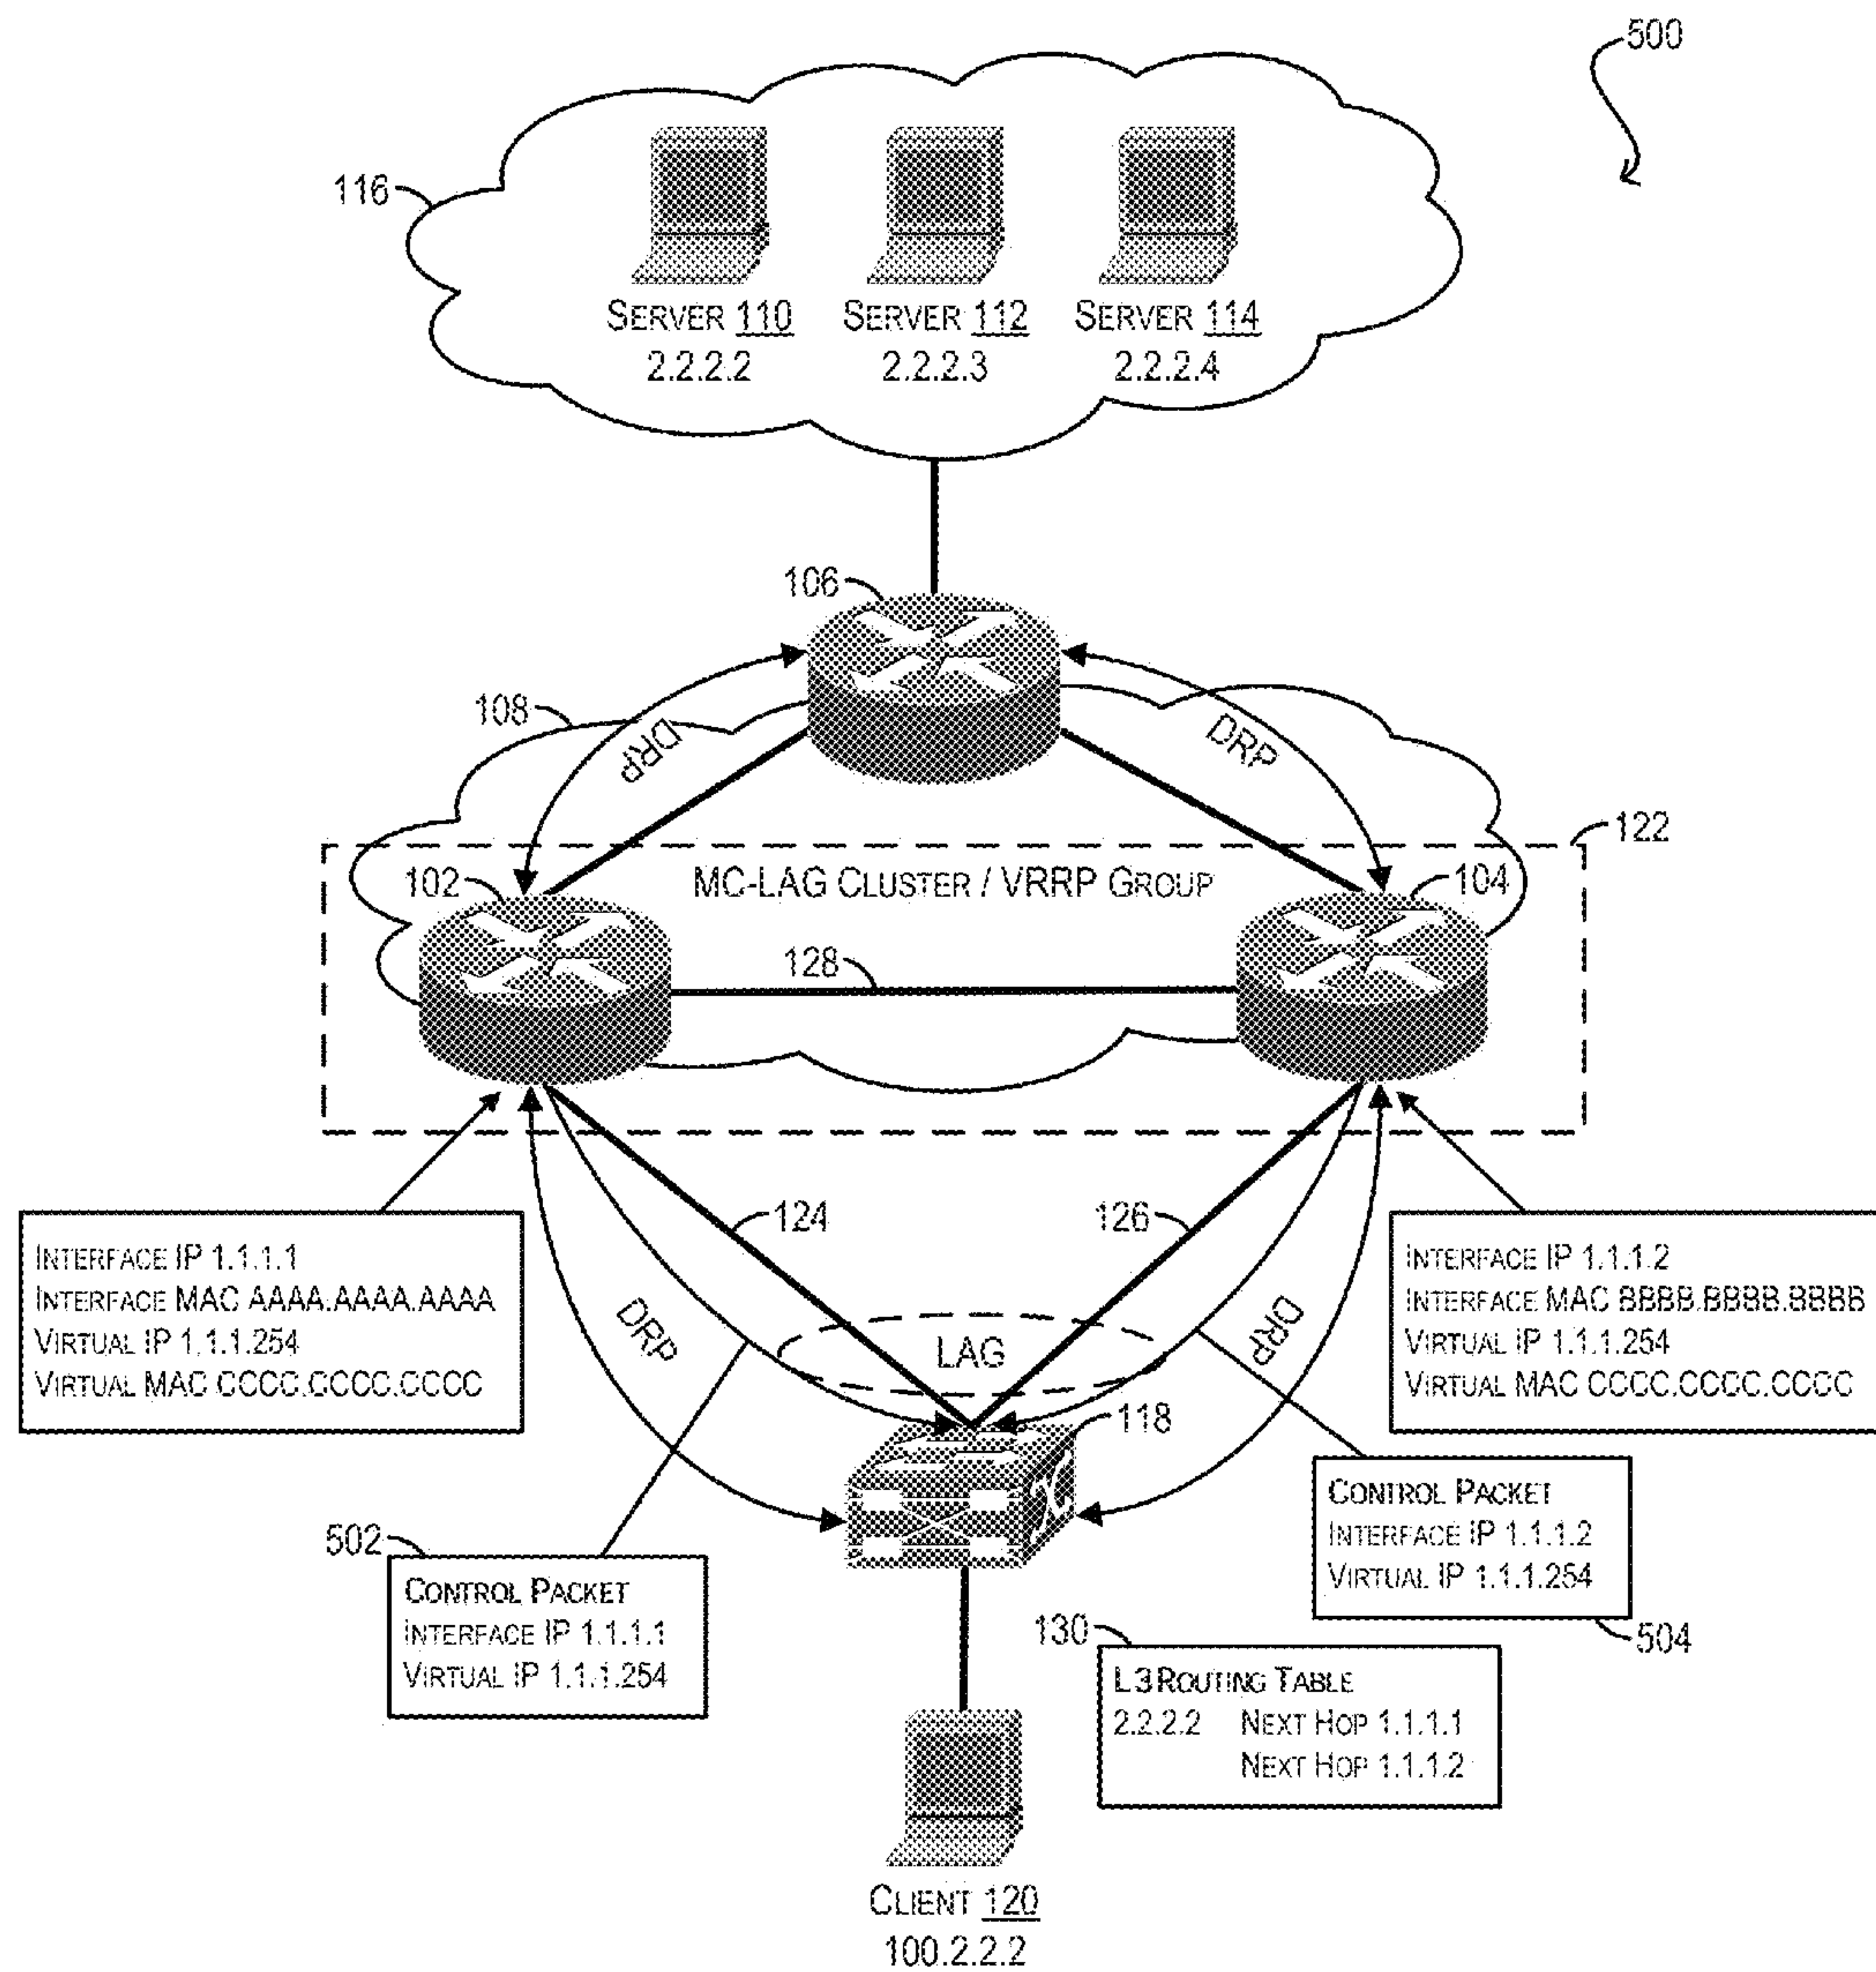 500
116
SERVER 110
2.2.2.2
SERVER 112
2.2.2.3
SERVER 114
2.2.2.4
106
108
DRP
DRP
122
102
MC-LAG CLUSTER / VRRP GROUP
104
128
124
126
INTERFACE IP 1.1.1.1
INTERFACE MAC AAAA.AAAA.AAAA
VIRTUAL IP 1.1.1.254
VIRTUAL MAC CCCC.CCCC.CCCC
INTERFACE IP 1.1.1.2
INTERFACE MAC BBBB.BBBB.BBBB
VIRTUAL IP 1.1.1.254
VIRTUAL MAC CCCC.CCCC.CCCC
DRP
LAG
DRP
118
502
CONTROL PACKET
INTERFACE IP 1.1.1.1
VIRTUAL IP 1.1.1.254
CONTROL PACKET
INTERFACE IP 1.1.1.2
VIRTUAL IP 1.1.1.254
504
130
L3 ROUTING TABLE
2.2.2.2 NEXT HOP 1.1.1.1
NEXT HOP 1.1.1.2
CLIENT 120
100.2.2.2